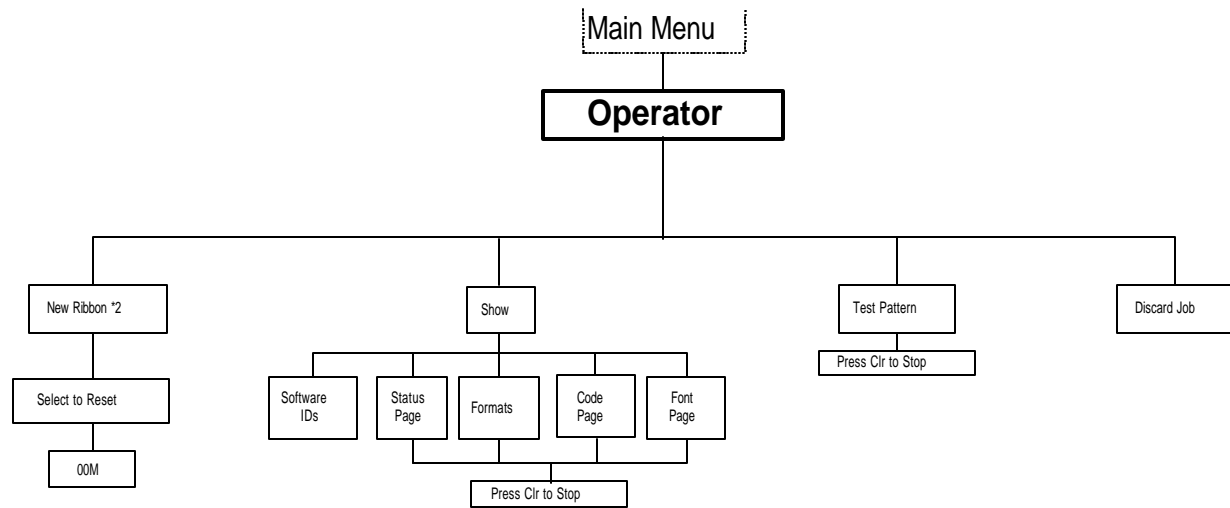 Main Menu
Operator
New Ribbon *2
Show
Test Pattern
Discard Job
Press Clr to Stop
Select to Reset
Software
IDs
Status
Page
Formats
Code
Page
Font
Page
00M
Press Clr to Stop